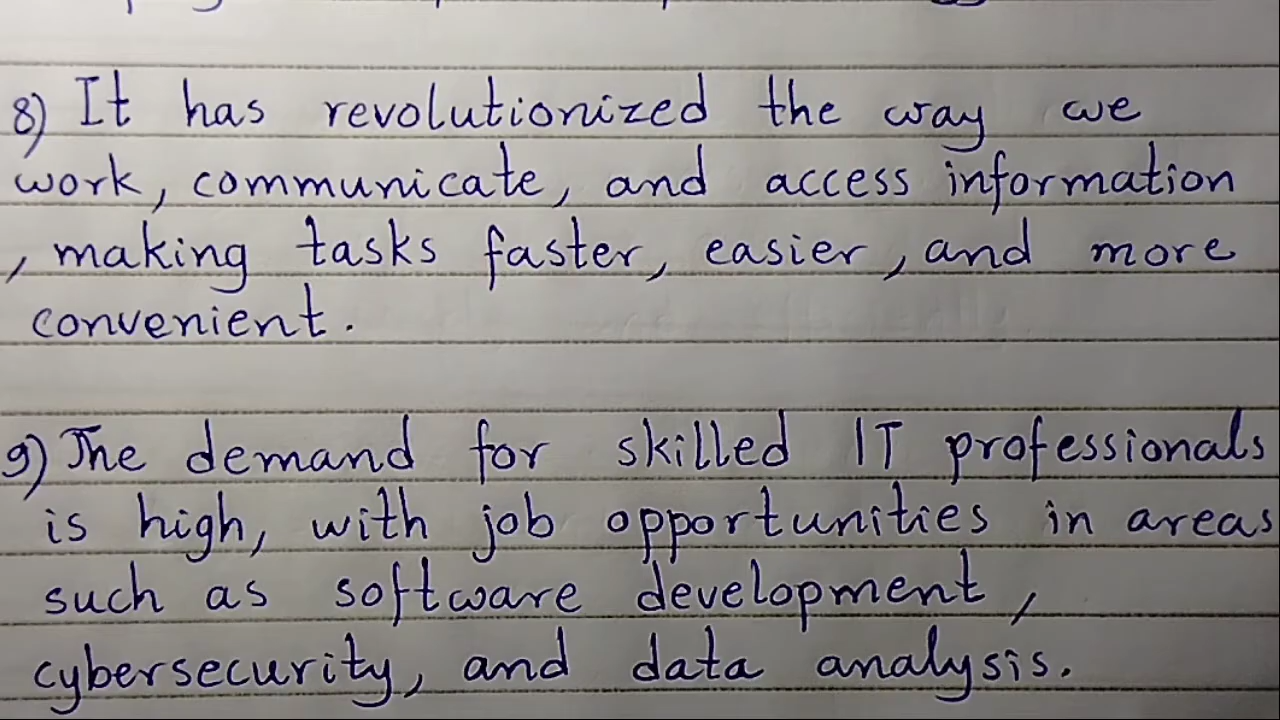 8) It has revolutionized the way we
work, communicate, and access information
, making tasks faster, easier, and more
convenient.
9) The demand for skilled IT professionals
is high, with job opportunities in areas
such as software development,
cybersecurity, and data analysis.